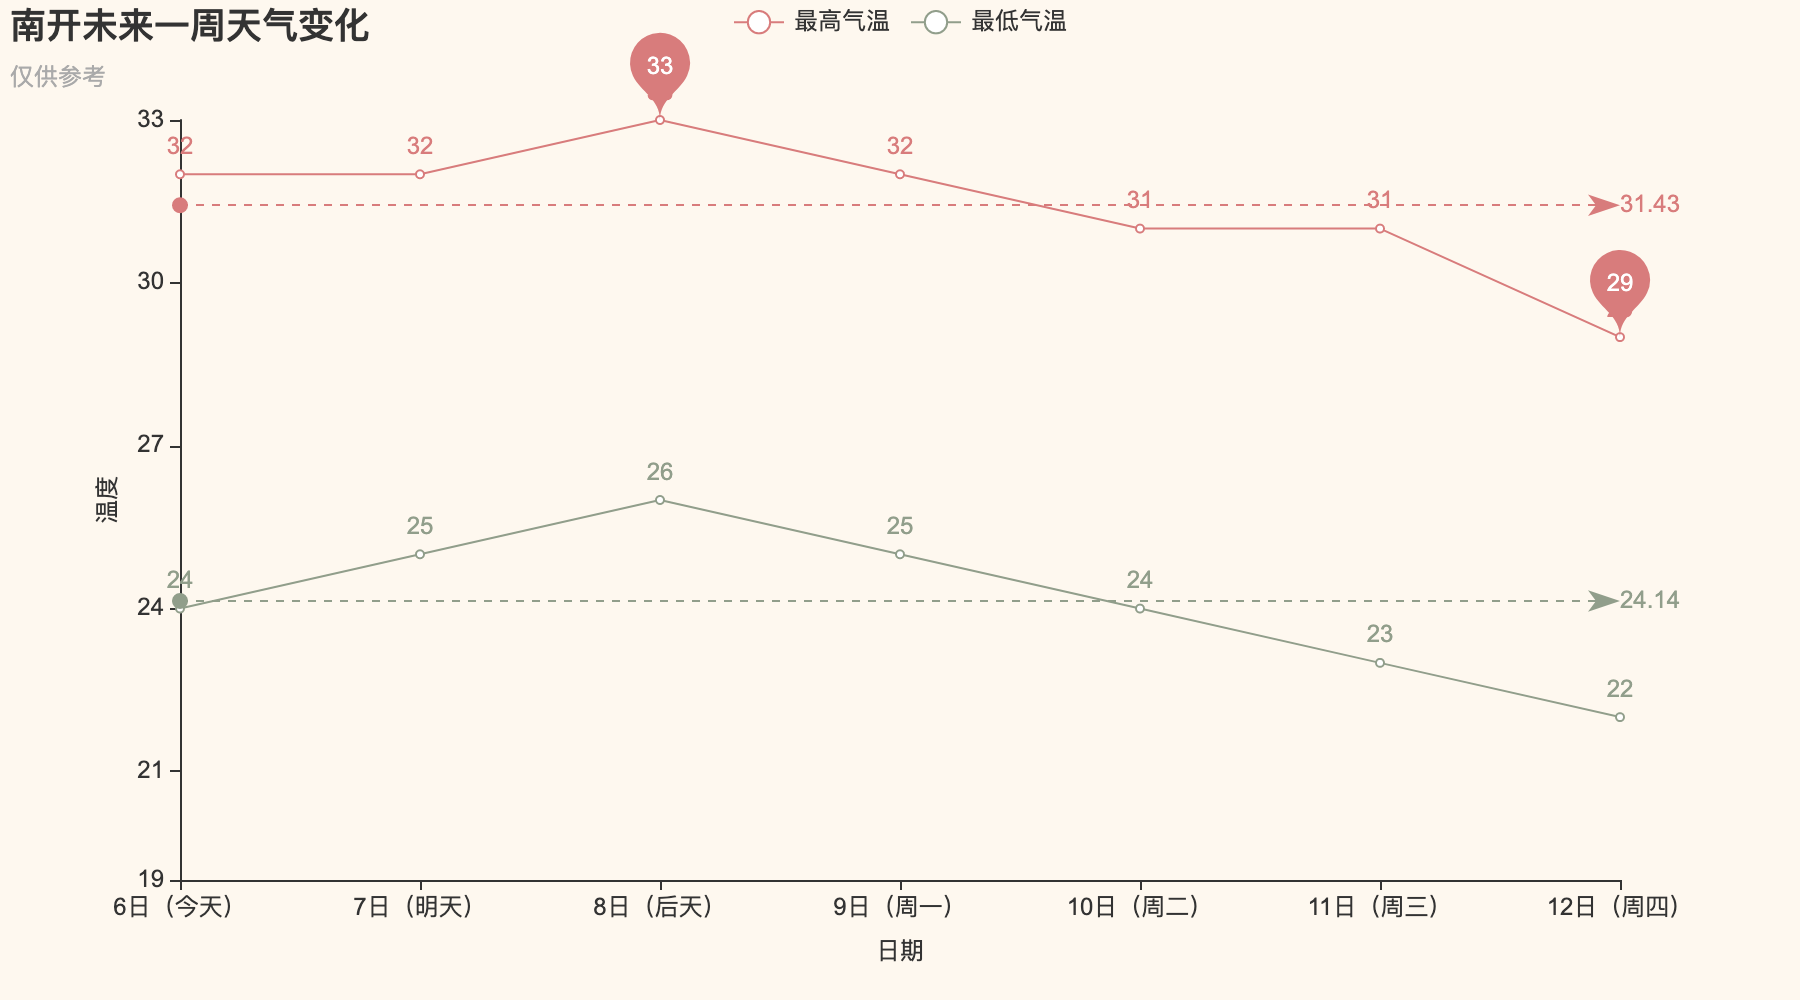 南开未来一周天气变化
仅供参考
最高气温 最低气温
33
32 32 32
31 31
31.43
29
26
25 25
24 24
24.14
23
22
33
30
27
24
21
19
温度
6日（今天） 7日（明天） 8日（后天） 9日（周一） 10日（周二） 11日（周三） 12日（周四）
日期